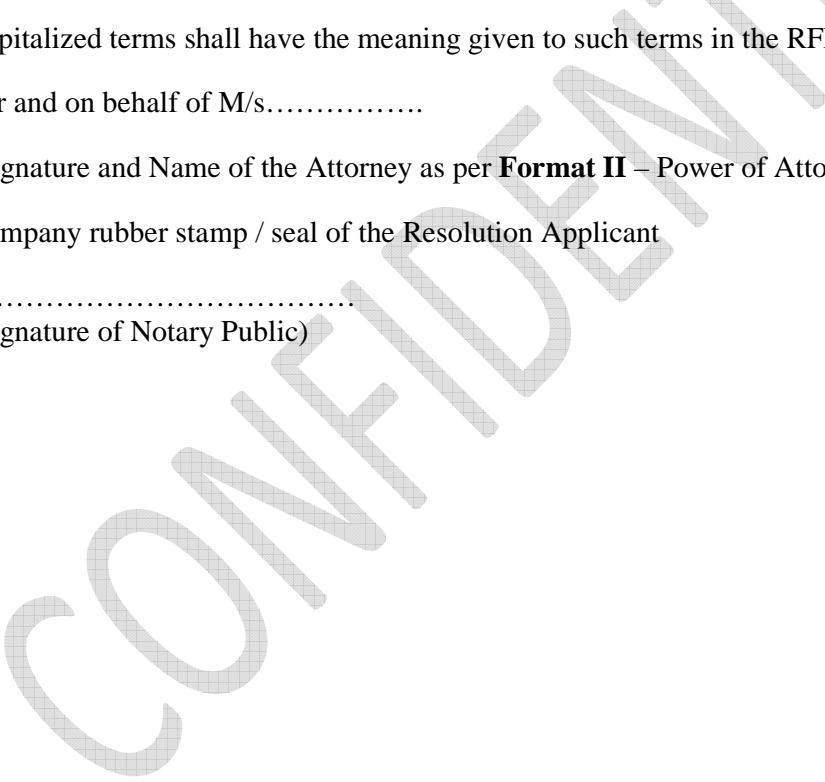 pitalized terms shall have the meaning given to such terms in the RF
r and on behalf of M/s…………….
gnature and Name of the Attorney as per Format II – Power of Atto
mpany rubber stamp / seal of the Resolution Applicant
………………………………….
gnature of Notary Public)
CONFIDENT